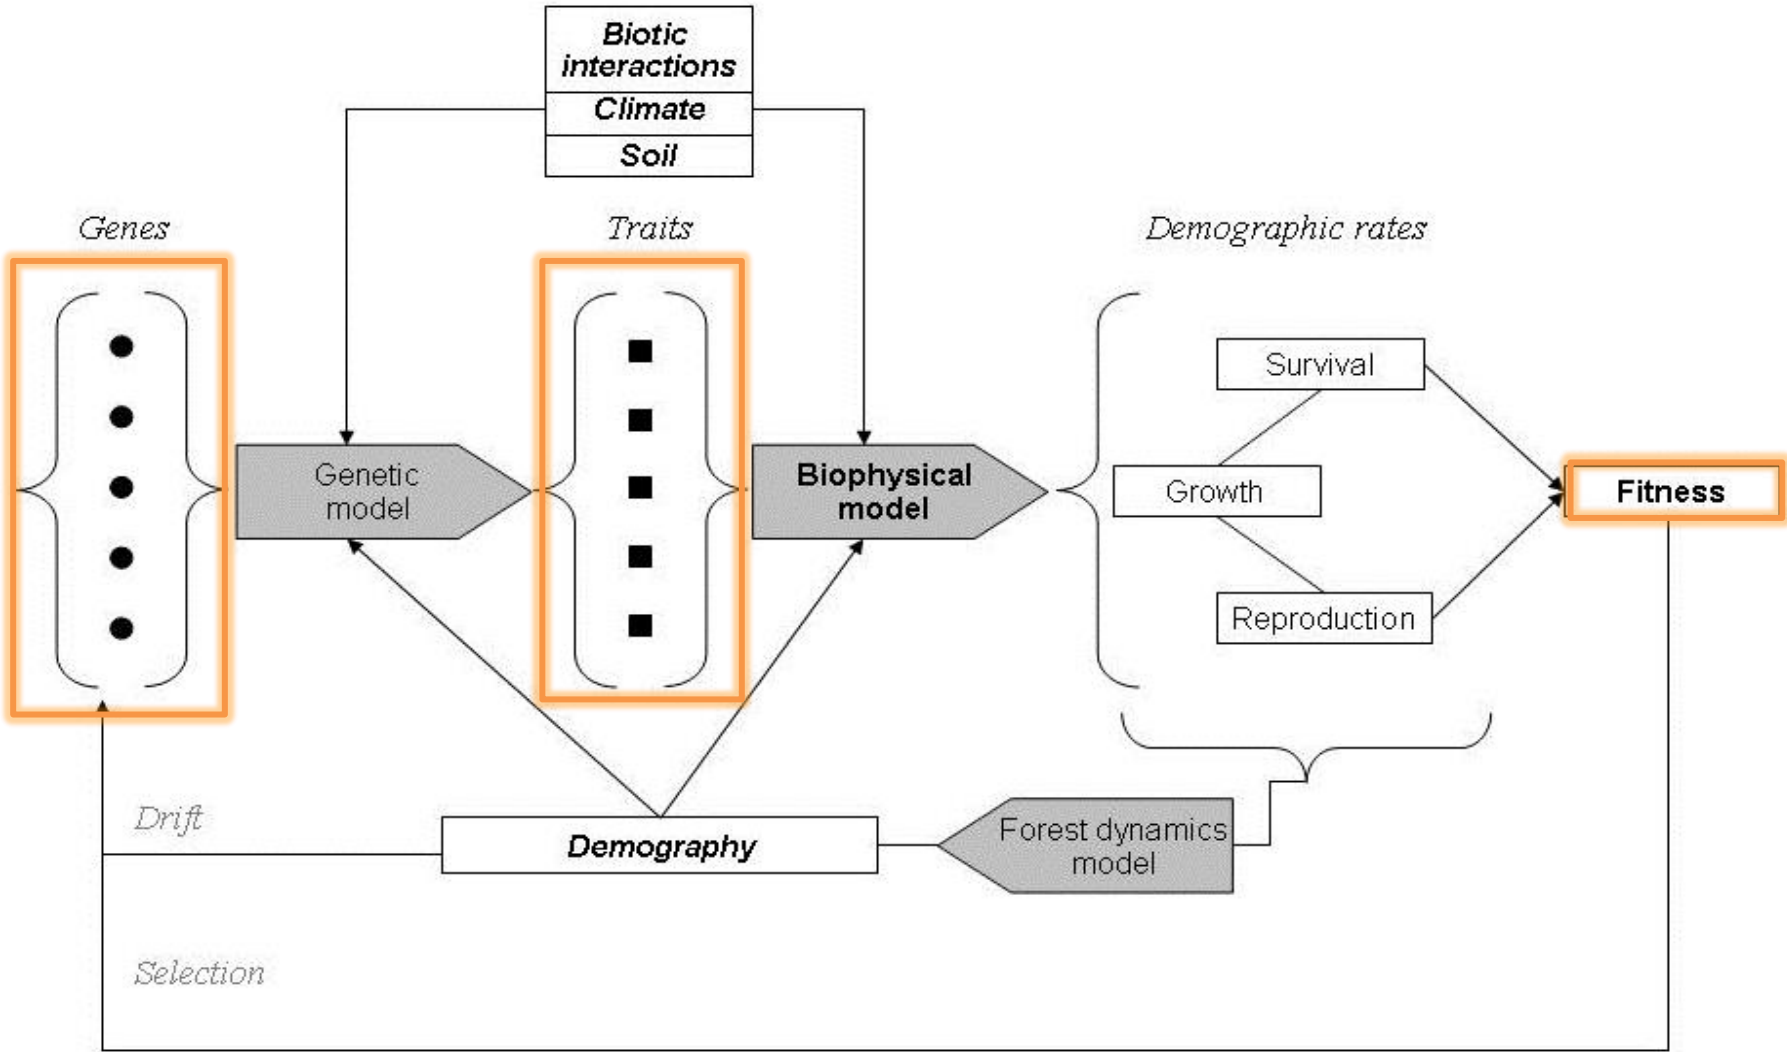 Biotic
interactions
Climate
Soil
Genes
Traits
Demographic rates
Survival
Genetic
model
Biophysical
model
Growth
Fitness
Reproduction
Drift
Demography
Forest dynamics
model
Selection